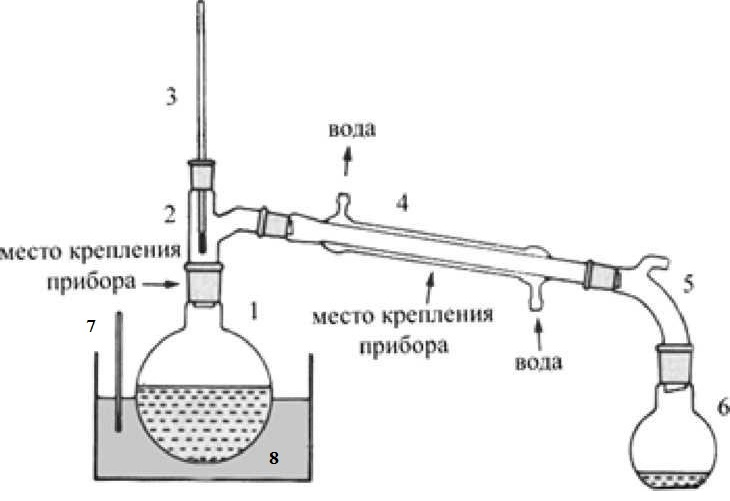 3
вода
2
4
место крепления
прибора
1
5
7
место крепления
прибора
вода
6
8